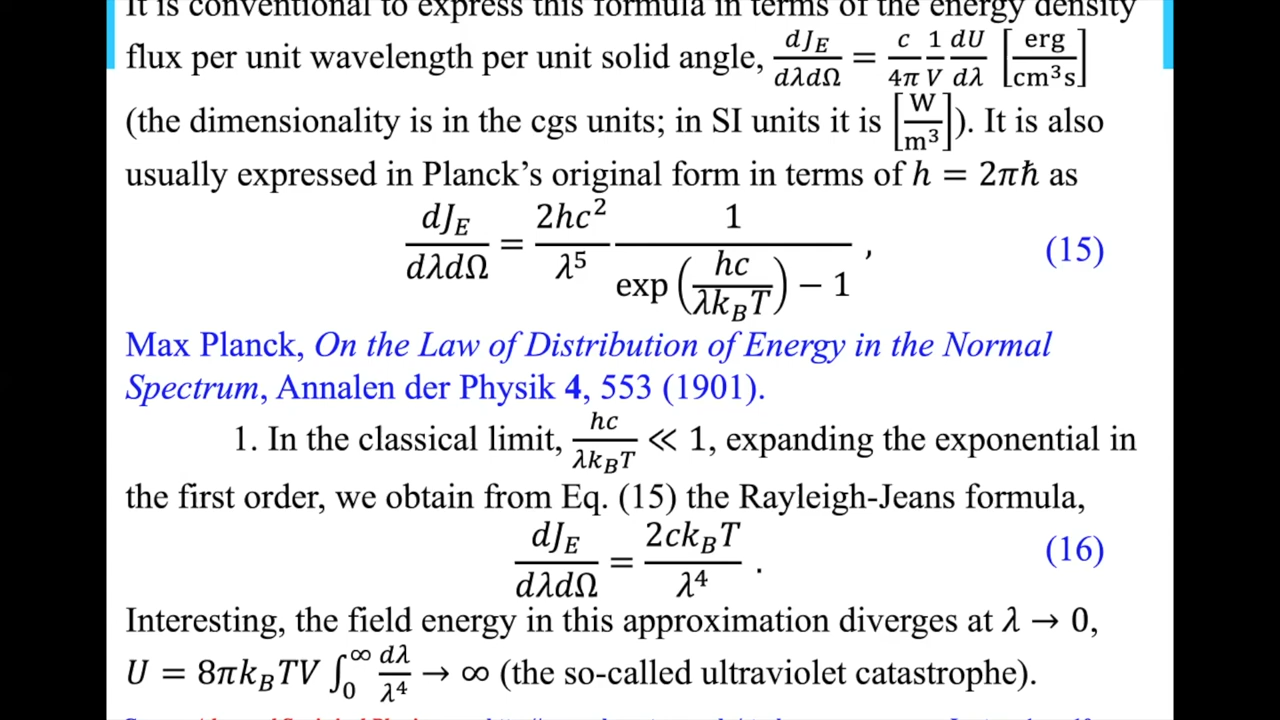 It is conventional to express this formula in terms of the energy density
flux per unit wavelength per unit solid angle, dJ_E/dλdΩ = c/4π 1/V dU/dλ [erg/cm³s]
(the dimensionality is in the cgs units; in SI units it is [W/m³]). It is also
usually expressed in Planck’s original form in terms of h = 2πℏ as
dJ_E/dλdΩ = 2hc²/λ⁵ 1/(exp(hc/λk_BT) − 1), (15)
Max Planck, On the Law of Distribution of Energy in the Normal
Spectrum, Annalen der Physik 4, 553 (1901).
1. In the classical limit, hc/λk_BT ≪ 1, expanding the exponential in
the first order, we obtain from Eq. (15) the Rayleigh-Jeans formula,
dJ_E/dλdΩ = 2ck_BT/λ⁴ . (16)
Interesting, the field energy in this approximation diverges at λ → 0,
U = 8πk_BTV ∫₀^∞ dλ/λ⁴ → ∞ (the so-called ultraviolet catastrophe).